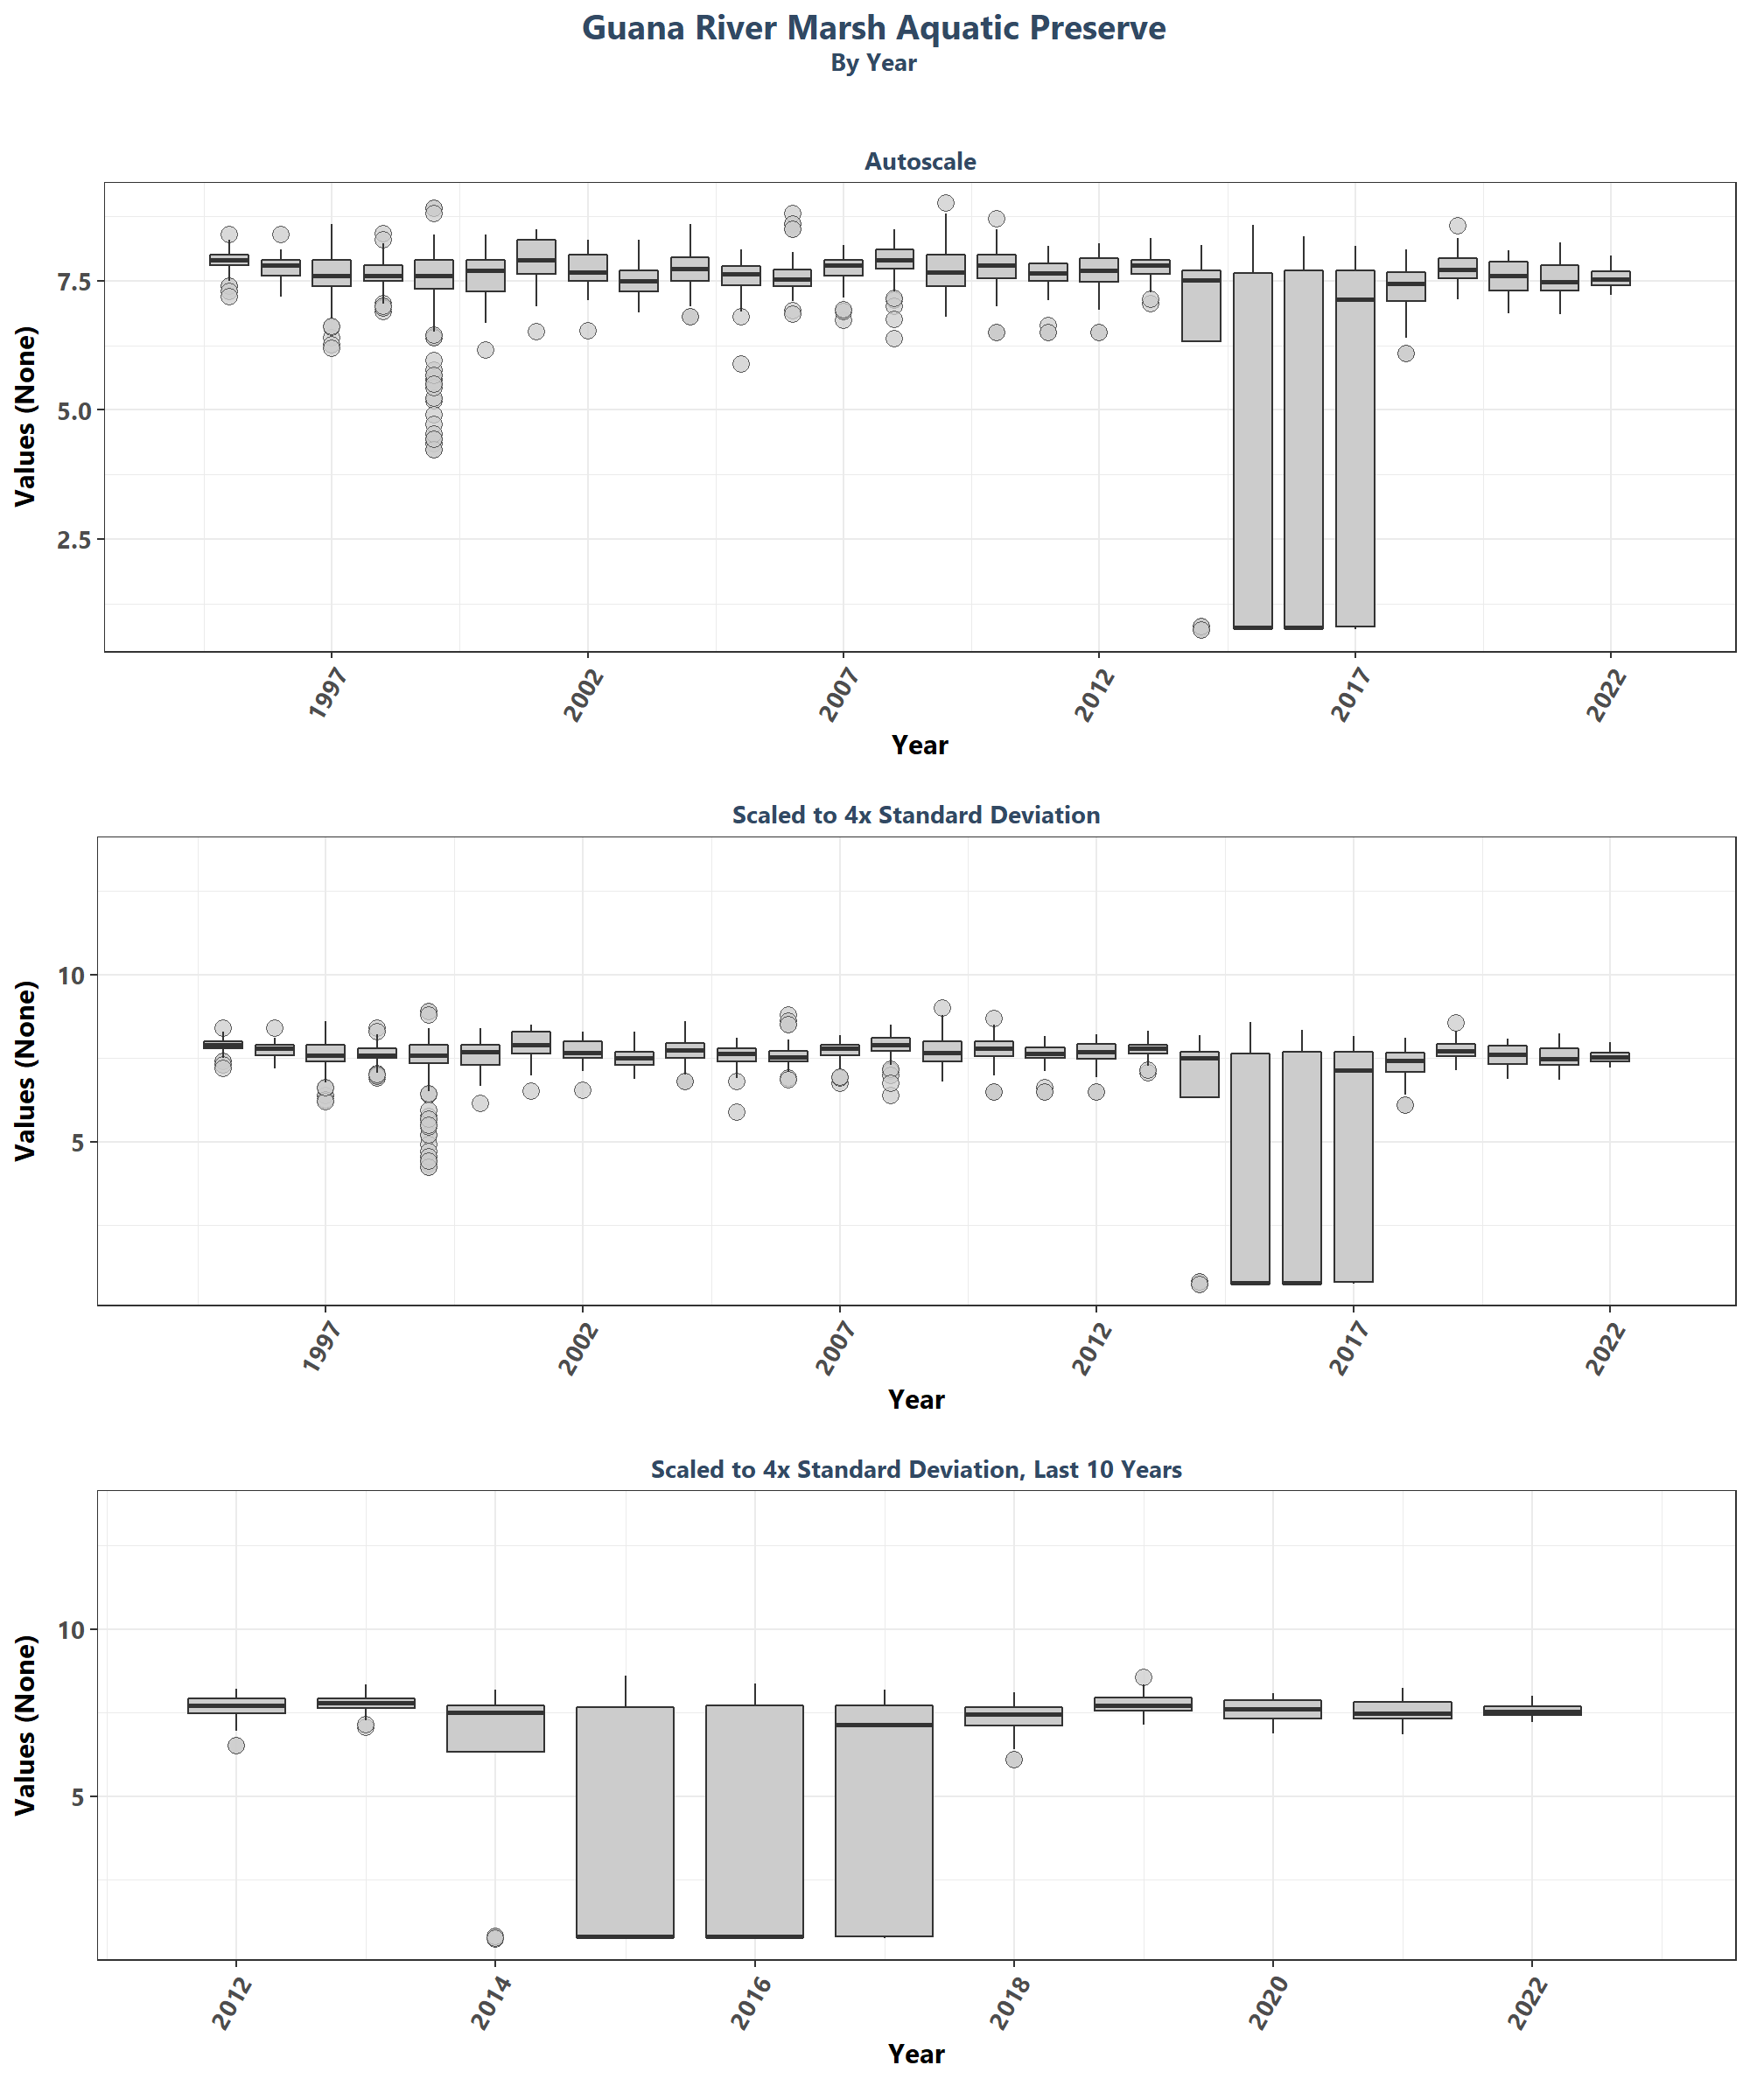 Guana River Marsh Aquatic Preserve
By Year
Autoscale
Values (None)
7.5
5.0
2.5
1997
2002
2007
2012
2017
2022
Year
Scaled to 4x Standard Deviation
Values (None)
10
5
1997
2002
2007
2012
2017
2022
Year
Scaled to 4x Standard Deviation, Last 10 Years
Values (None)
10
5
2012
2014
2016
2018
2020
2022
Year